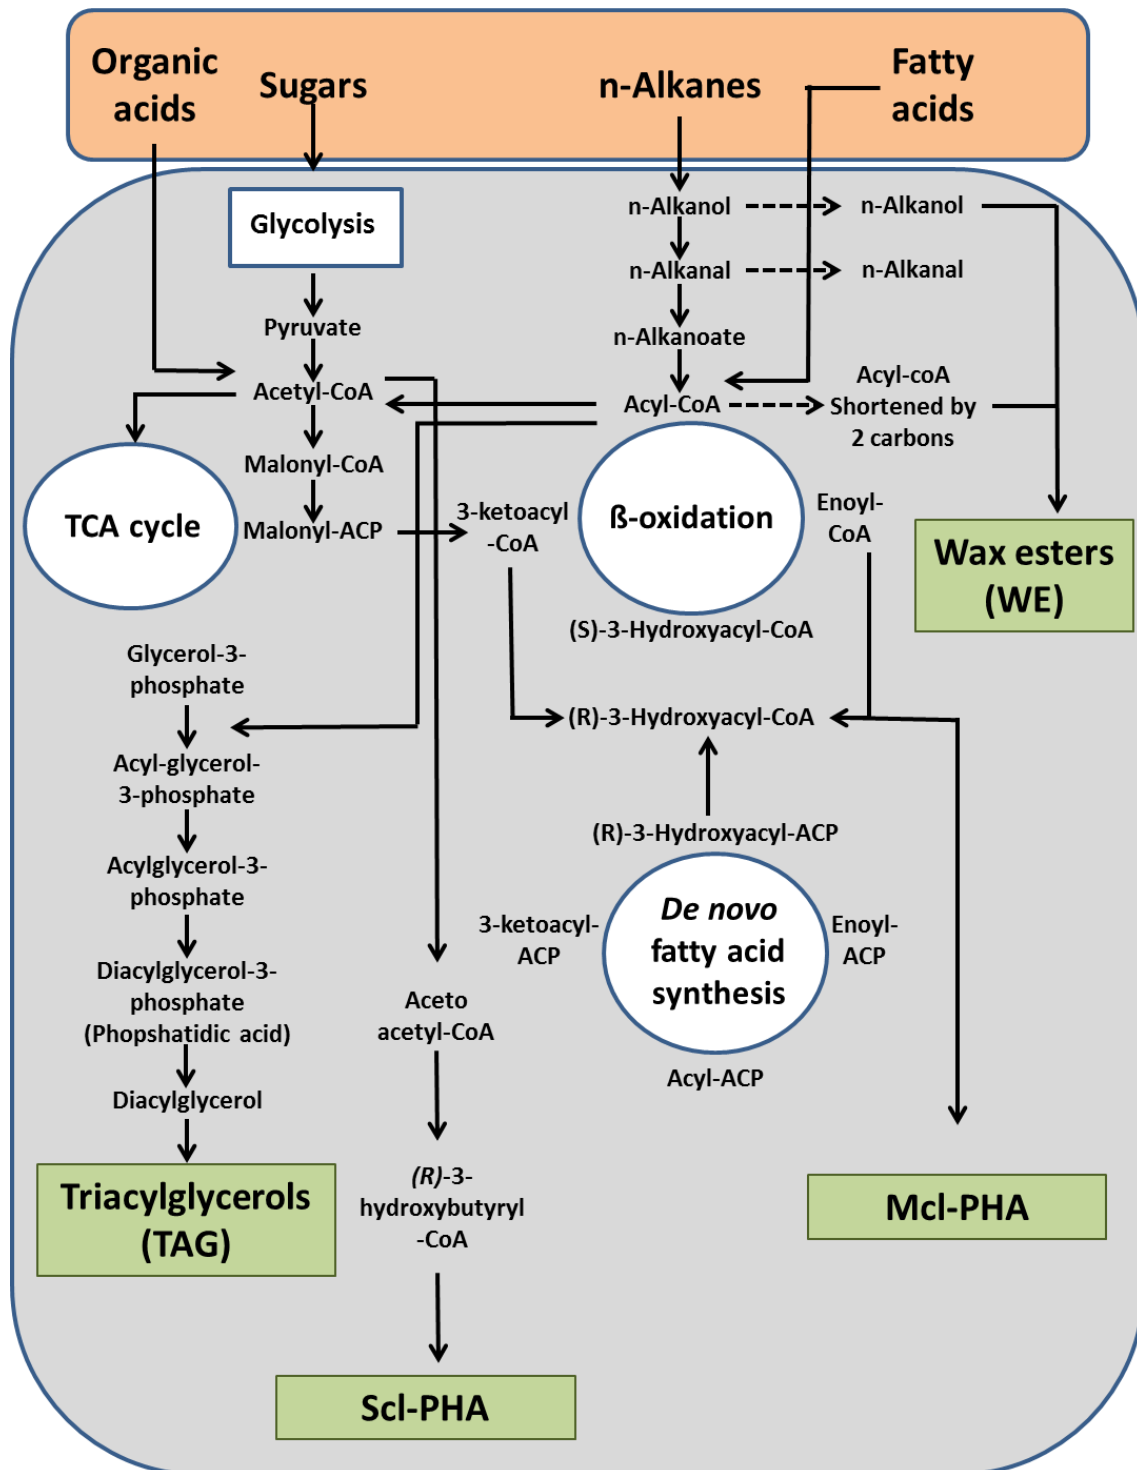 Organic
acids
Sugars
n-Alkanes
Fatty
acids
Glycolysis
n-Alkanol
n-Alkanol
n-Alkanal
n-Alkanal
Pyruvate
n-Alkanoate
Acetyl-CoA
Acyl-CoA
Acyl-coA
Shortened by
2 carbons
Malonyl-CoA
TCA cycle
Malonyl-ACP
3-ketoacyl
-CoA
ß-oxidation
Enoyl-
CoA
Wax esters
(WE)
(S)-3-Hydroxyacyl-CoA
Glycerol-3-
phosphate
(R)-3-Hydroxyacyl-CoA
Acyl-glycerol-
3-phosphate
(R)-3-Hydroxyacyl-ACP
Acylglycerol-3-
phosphate
3-ketoacyl-
ACP
De novo
fatty acid
synthesis
Enoyl-
ACP
Diacylglycerol-3-
phosphate
(Phopshatidic acid)
Aceto
acetyl-CoA
Acyl-ACP
Diacylglycerol
Triacylglycerols
(TAG)
(R)-3-
hydroxybutyryl
-CoA
Mcl-PHA
Scl-PHA